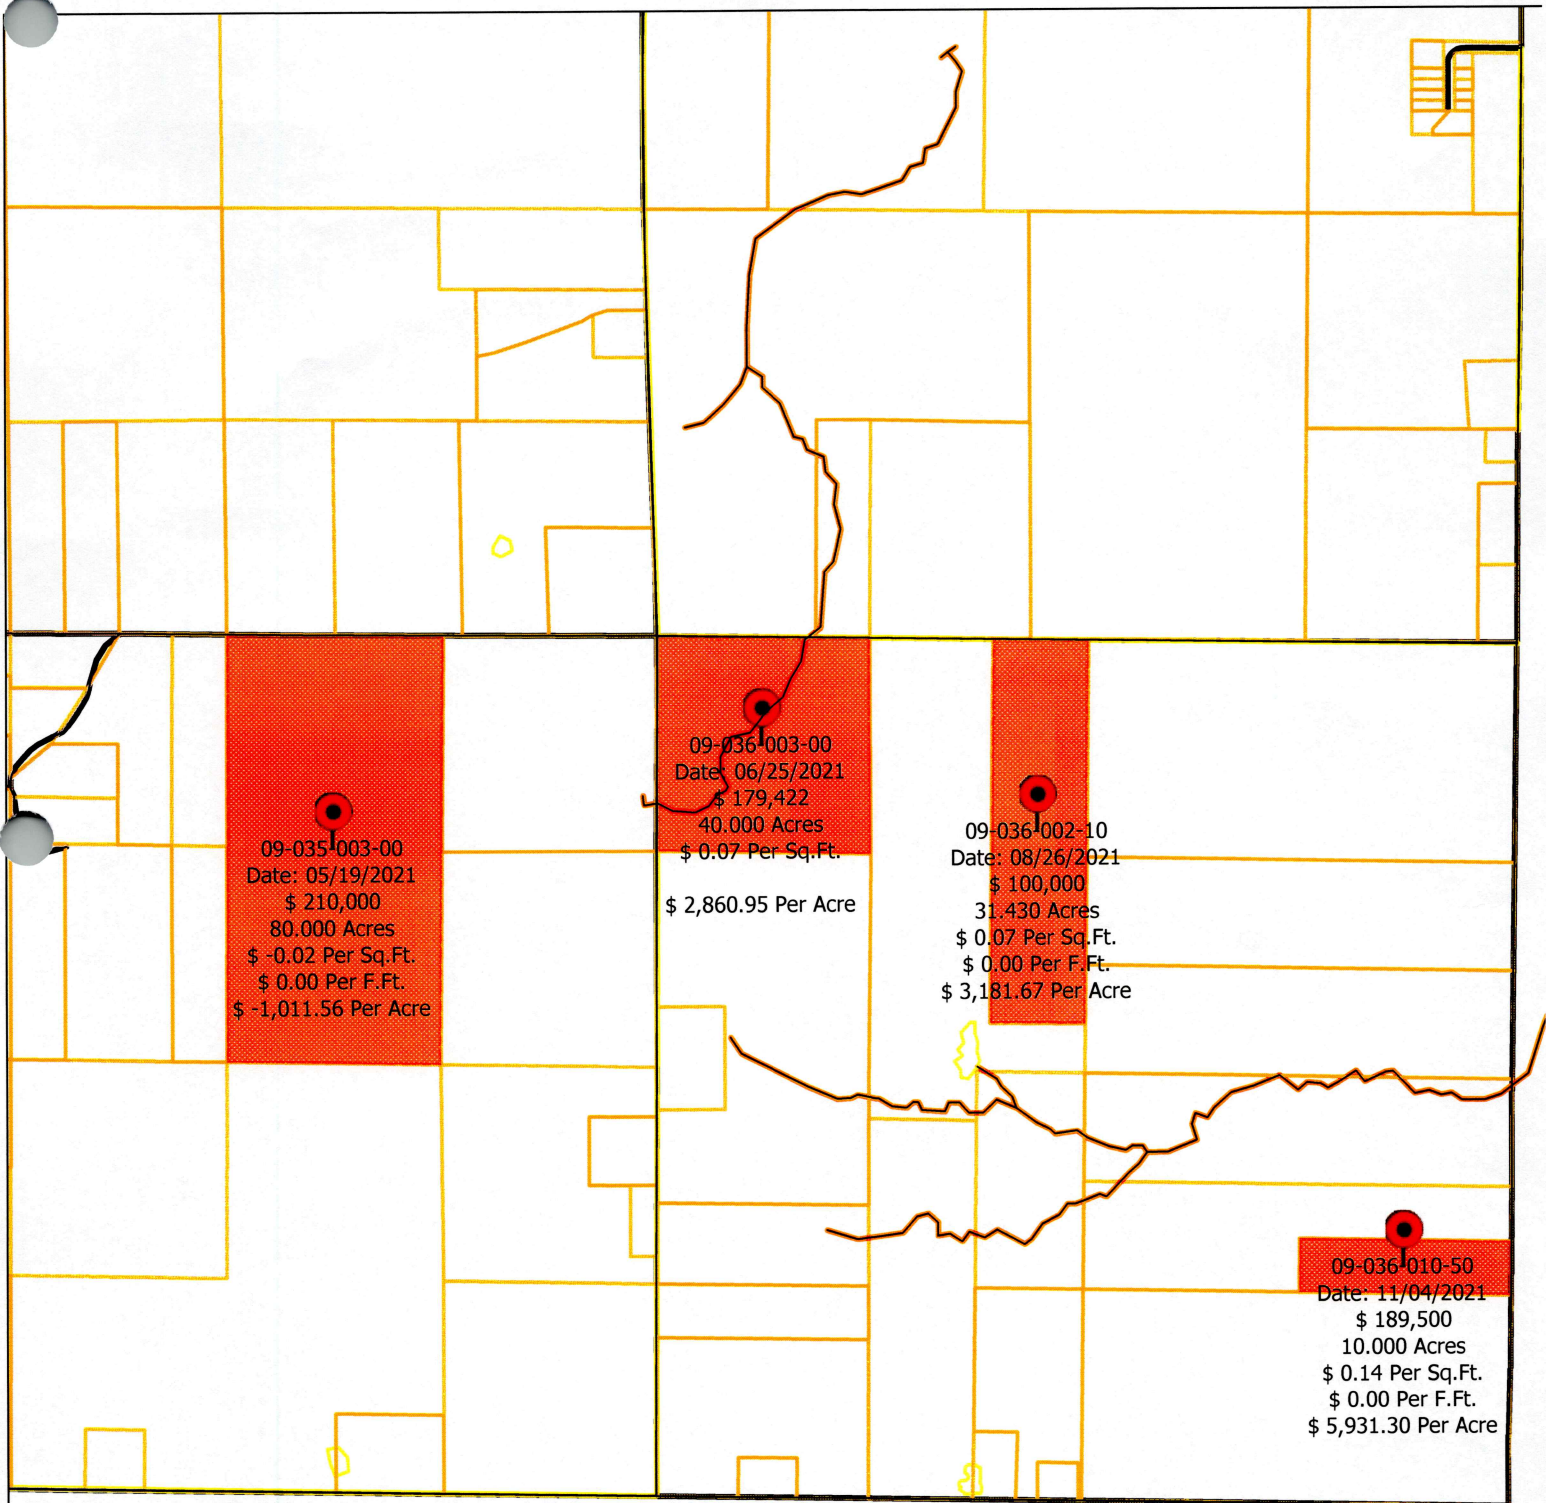 09-035-003-00
Date: 05/19/2021
$ 210,000
80.000 Acres
$ -0.02 Per Sq.Ft.
$ 0.00 Per F.Ft.
$ -1,011.56 Per Acre
09-036-003-00
Date: 06/25/2021
$ 179,422
40.000 Acres
$ 0.07 Per Sq.Ft.
$ 2,860.95 Per Acre
09-036-002-10
Date: 08/26/2021
$ 100,000
31.430 Acres
$ 0.07 Per Sq.Ft.
$ 0.00 Per F.Ft.
$ 3,181.67 Per Acre
09-036-010-50
Date: 11/04/2021
$ 189,500
10.000 Acres
$ 0.14 Per Sq.Ft.
$ 0.00 Per F.Ft.
$ 5,931.30 Per Acre